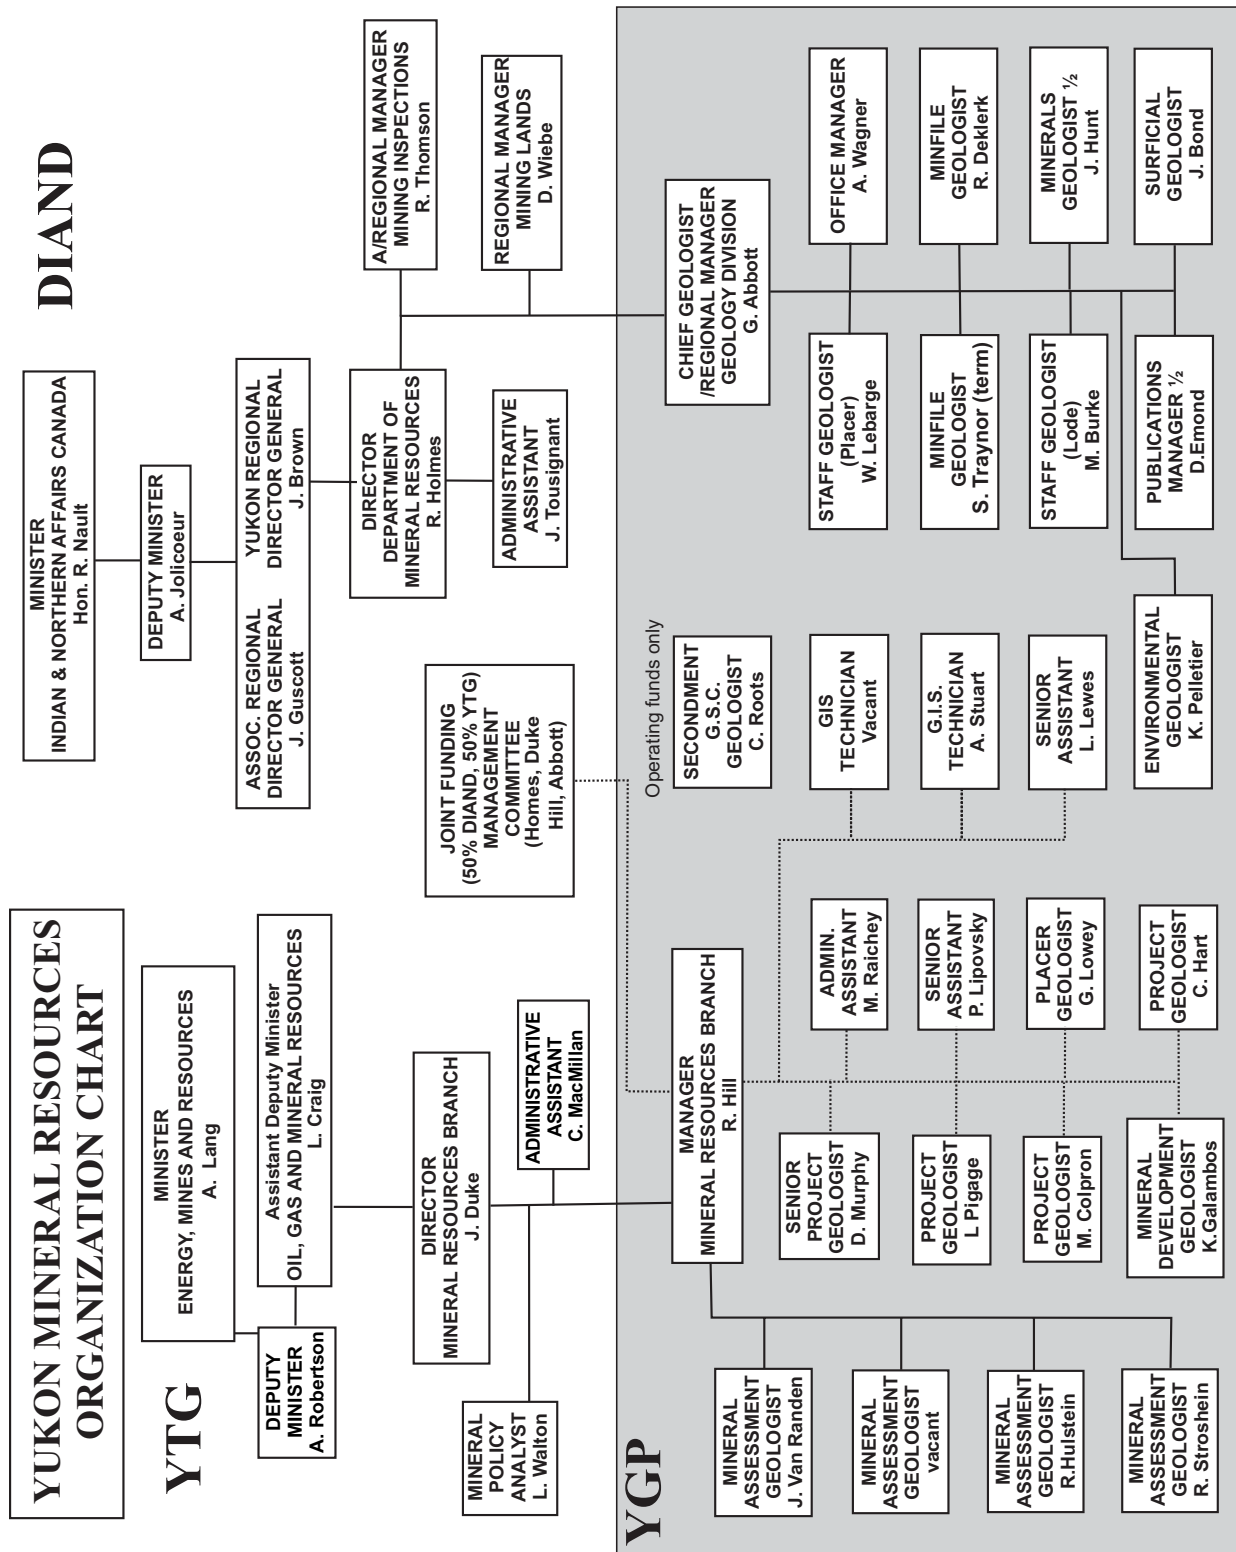 YUKON MINERAL RESOURCES
ORGANIZATION CHART
YTG
MINISTER
ENERGY, MINES AND RESOURCES
A. Lang
DEPUTY
MINISTER
A. Robertson
Assistant Deputy Minister
OIL, GAS AND MINERAL RESOURCES
L. Craig
DIRECTOR
MINERAL RESOURCES BRANCH
J. Duke
MINERAL
POLICY
ANALYST
L. Walton
ADMINISTRATIVE
ASSISTANT
C. MacMillan
DIAND
MINISTER
INDIAN & NORTHERN AFFAIRS CANADA
Hon. R. Nault
DEPUTY MINISTER
A. Jolicoeur
ASSOC. REGIONAL
DIRECTOR GENERAL
J. Guscott
YUKON REGIONAL
DIRECTOR GENERAL
J. Brown
DIRECTOR
DEPARTMENT OF
MINERAL RESOURCES
R. Holmes
ADMINISTRATIVE
ASSISTANT
J. Tousignant
A/REGIONAL MANAGER
MINING INSPECTIONS
R. Thomson
REGIONAL MANAGER
MINING LANDS
D. Wiebe
JOINT FUNDING
(50% DIAND, 50% YTG)
MANAGEMENT
COMMITTEE
(Homes, Duke
Hill, Abbott)
YGP
MANAGER
MINERAL RESOURCES BRANCH
R. Hill
MINERAL
ASSESSMENT
GEOLOGIST
J. Van Randen
MINERAL
ASSESSMENT
GEOLOGIST
vacant
MINERAL
ASSESSMENT
GEOLOGIST
R.Hulstein
MINERAL
ASSESSMENT
GEOLOGIST
R. Stroshein
SENIOR
PROJECT
GEOLOGIST
D. Murphy
PROJECT
GEOLOGIST
L Pigage
PROJECT
GEOLOGIST
M. Colpron
MINERAL
DEVELOPMENT
GEOLOGIST
K.Galambos
ADMIN.
ASSISTANT
M. Raichey
SENIOR
ASSISTANT
P. Lipovsky
PLACER
GEOLOGIST
G. Lowey
PROJECT
GEOLOGIST
C. Hart
Operating funds only
SECONDMENT
G.S.C.
GEOLOGIST
C. Roots
GIS
TECHNICIAN
Vacant
G.I.S.
TECHNICIAN
A. Stuart
SENIOR
ASSISTANT
L. Lewes
ENVIRONMENTAL
GEOLOGIST
K. Pelletier
CHIEF GEOLOGIST
/REGIONAL MANAGER
GEOLOGY DIVISION
G. Abbott
STAFF GEOLOGIST
(Placer)
W. Lebarge
MINFILE
GEOLOGIST
S. Traynor (term)
STAFF GEOLOGIST
(Lode)
M. Burke
PUBLICATIONS
MANAGER ½
D.Emond
OFFICE MANAGER
A. Wagner
MINFILE
GEOLOGIST
R. Deklerk
MINERALS
GEOLOGIST ½
J. Hunt
SURFICIAL
GEOLOGIST
J. Bond